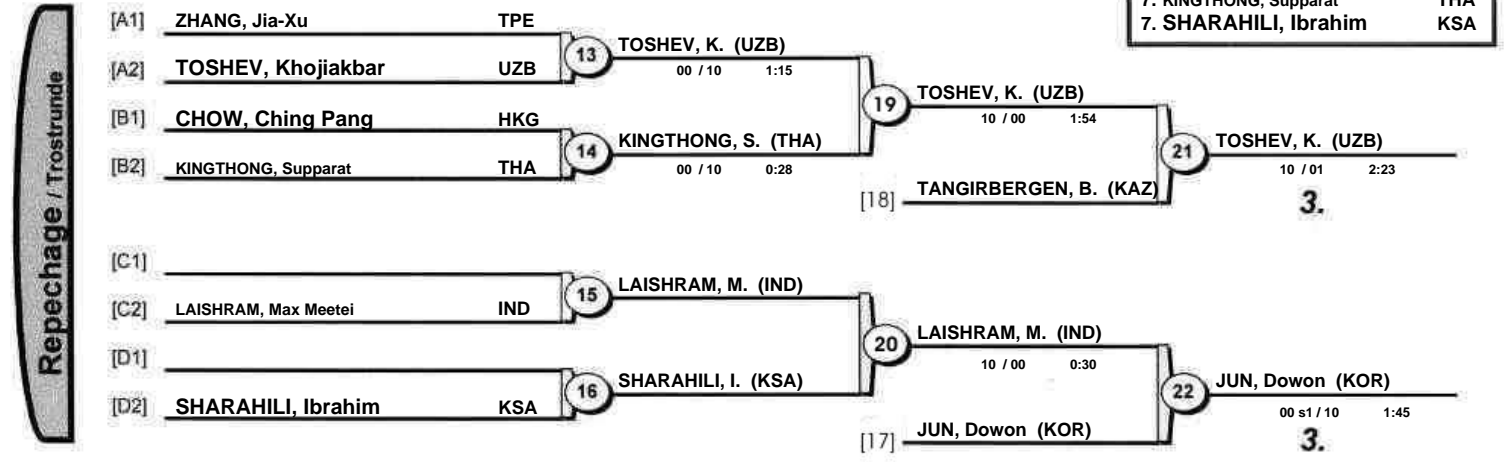 7. KINGTHONG, Supparat THA
7. SHARAHILI, Ibrahim KSA
Repechage / Trostrunde
[A1] ZHANG, Jia-Xu TPE
[A2] TOSHEV, Khojiakbar UZB
13 TOSHEV, K. (UZB)
00 / 10 1:15
[B1] CHOW, Ching Pang HKG
[B2] KINGTHONG, Supparat THA
14 KINGTHONG, S. (THA)
00 / 10 0:28
19 TOSHEV, K. (UZB)
10 / 00 1:54
[18] TANGIRBERGEN, B. (KAZ)
21 TOSHEV, K. (UZB)
10 / 01 2:23
3.
[C1]
[C2] LAISHRAM, Max Meetei IND
15 LAISHRAM, M. (IND)
[D1]
[D2] SHARAHILI, Ibrahim KSA
16 SHARAHILI, I. (KSA)
20 LAISHRAM, M. (IND)
10 / 00 0:30
[17] JUN, Dowon (KOR)
22 JUN, Dowon (KOR)
00 s1 / 10 1:45
3.